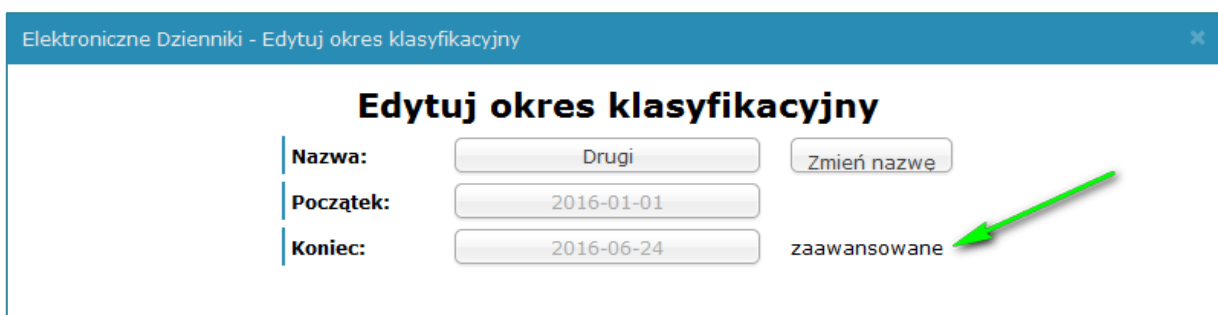 Elektroniczne Dzienniki - Edytuj okres klasyfikacyjny
Edytuj okres klasyfikacyjny
Nazwa: Drugi Zmień nazwę
Początek: 2016-01-01
Koniec: 2016-06-24 zaawansowane